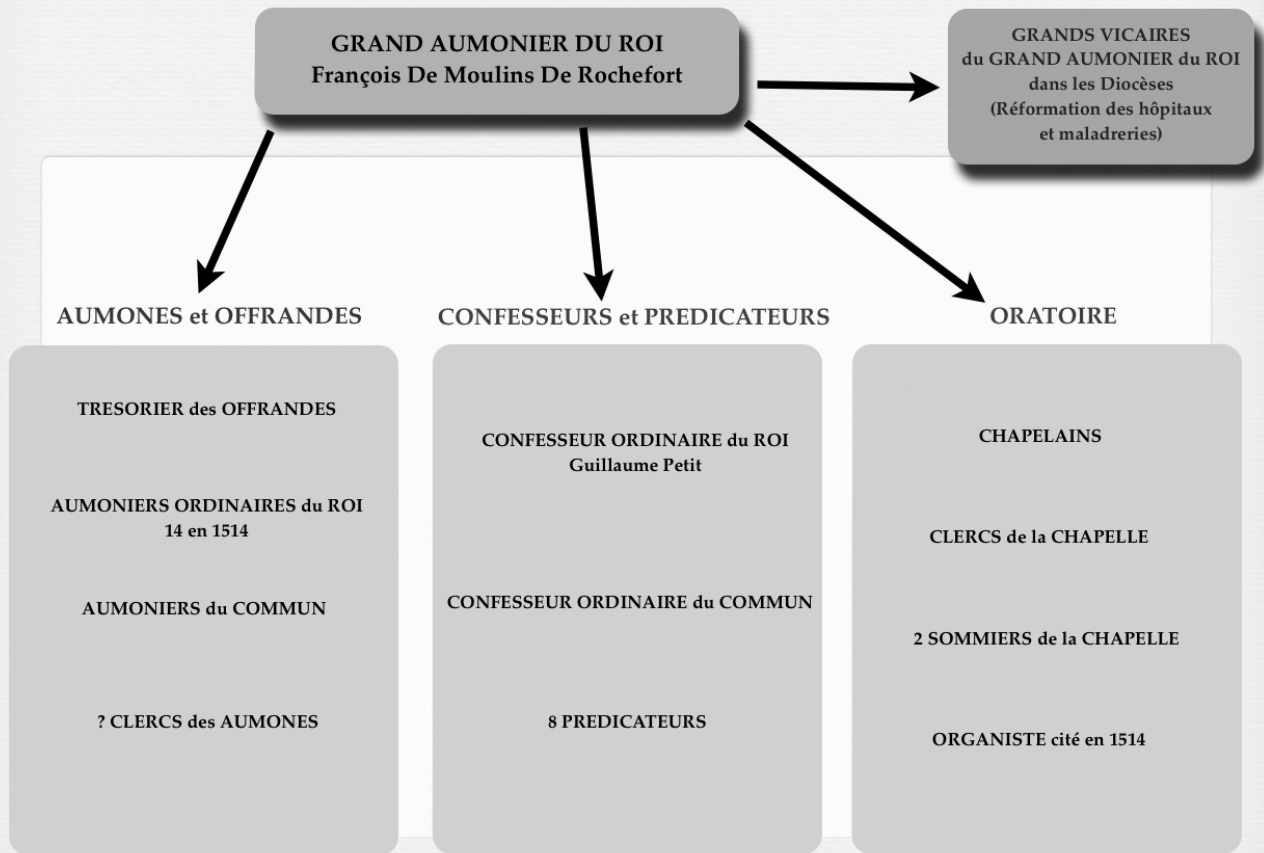 GRAND AUMONIER DU ROI
François De Moulins De Rochefort
GRANDS VICAIRES
du GRAND AUMONIER du ROI
dans les Diocèses
(Réformation des hôpitaux
et maladreries)
AUMONES et OFFRANDES
TRESORIER des OFFRANDES
AUMONIERS ORDINAIRES du ROI
14 en 1514
AUMONIERS du COMMUN
? CLERCS des AUMONES
CONFESSEURS et PREDICATEURS
CONFESSEUR ORDINAIRE du ROI
Guillaume Petit
CONFESSEUR ORDINAIRE du COMMUN
8 PREDICATEURS
ORATOIRE
CHAPELAINS
CLERCS de la CHAPELLE
2 SOMMIERS de la CHAPELLE
ORGANISTE cité en 1514